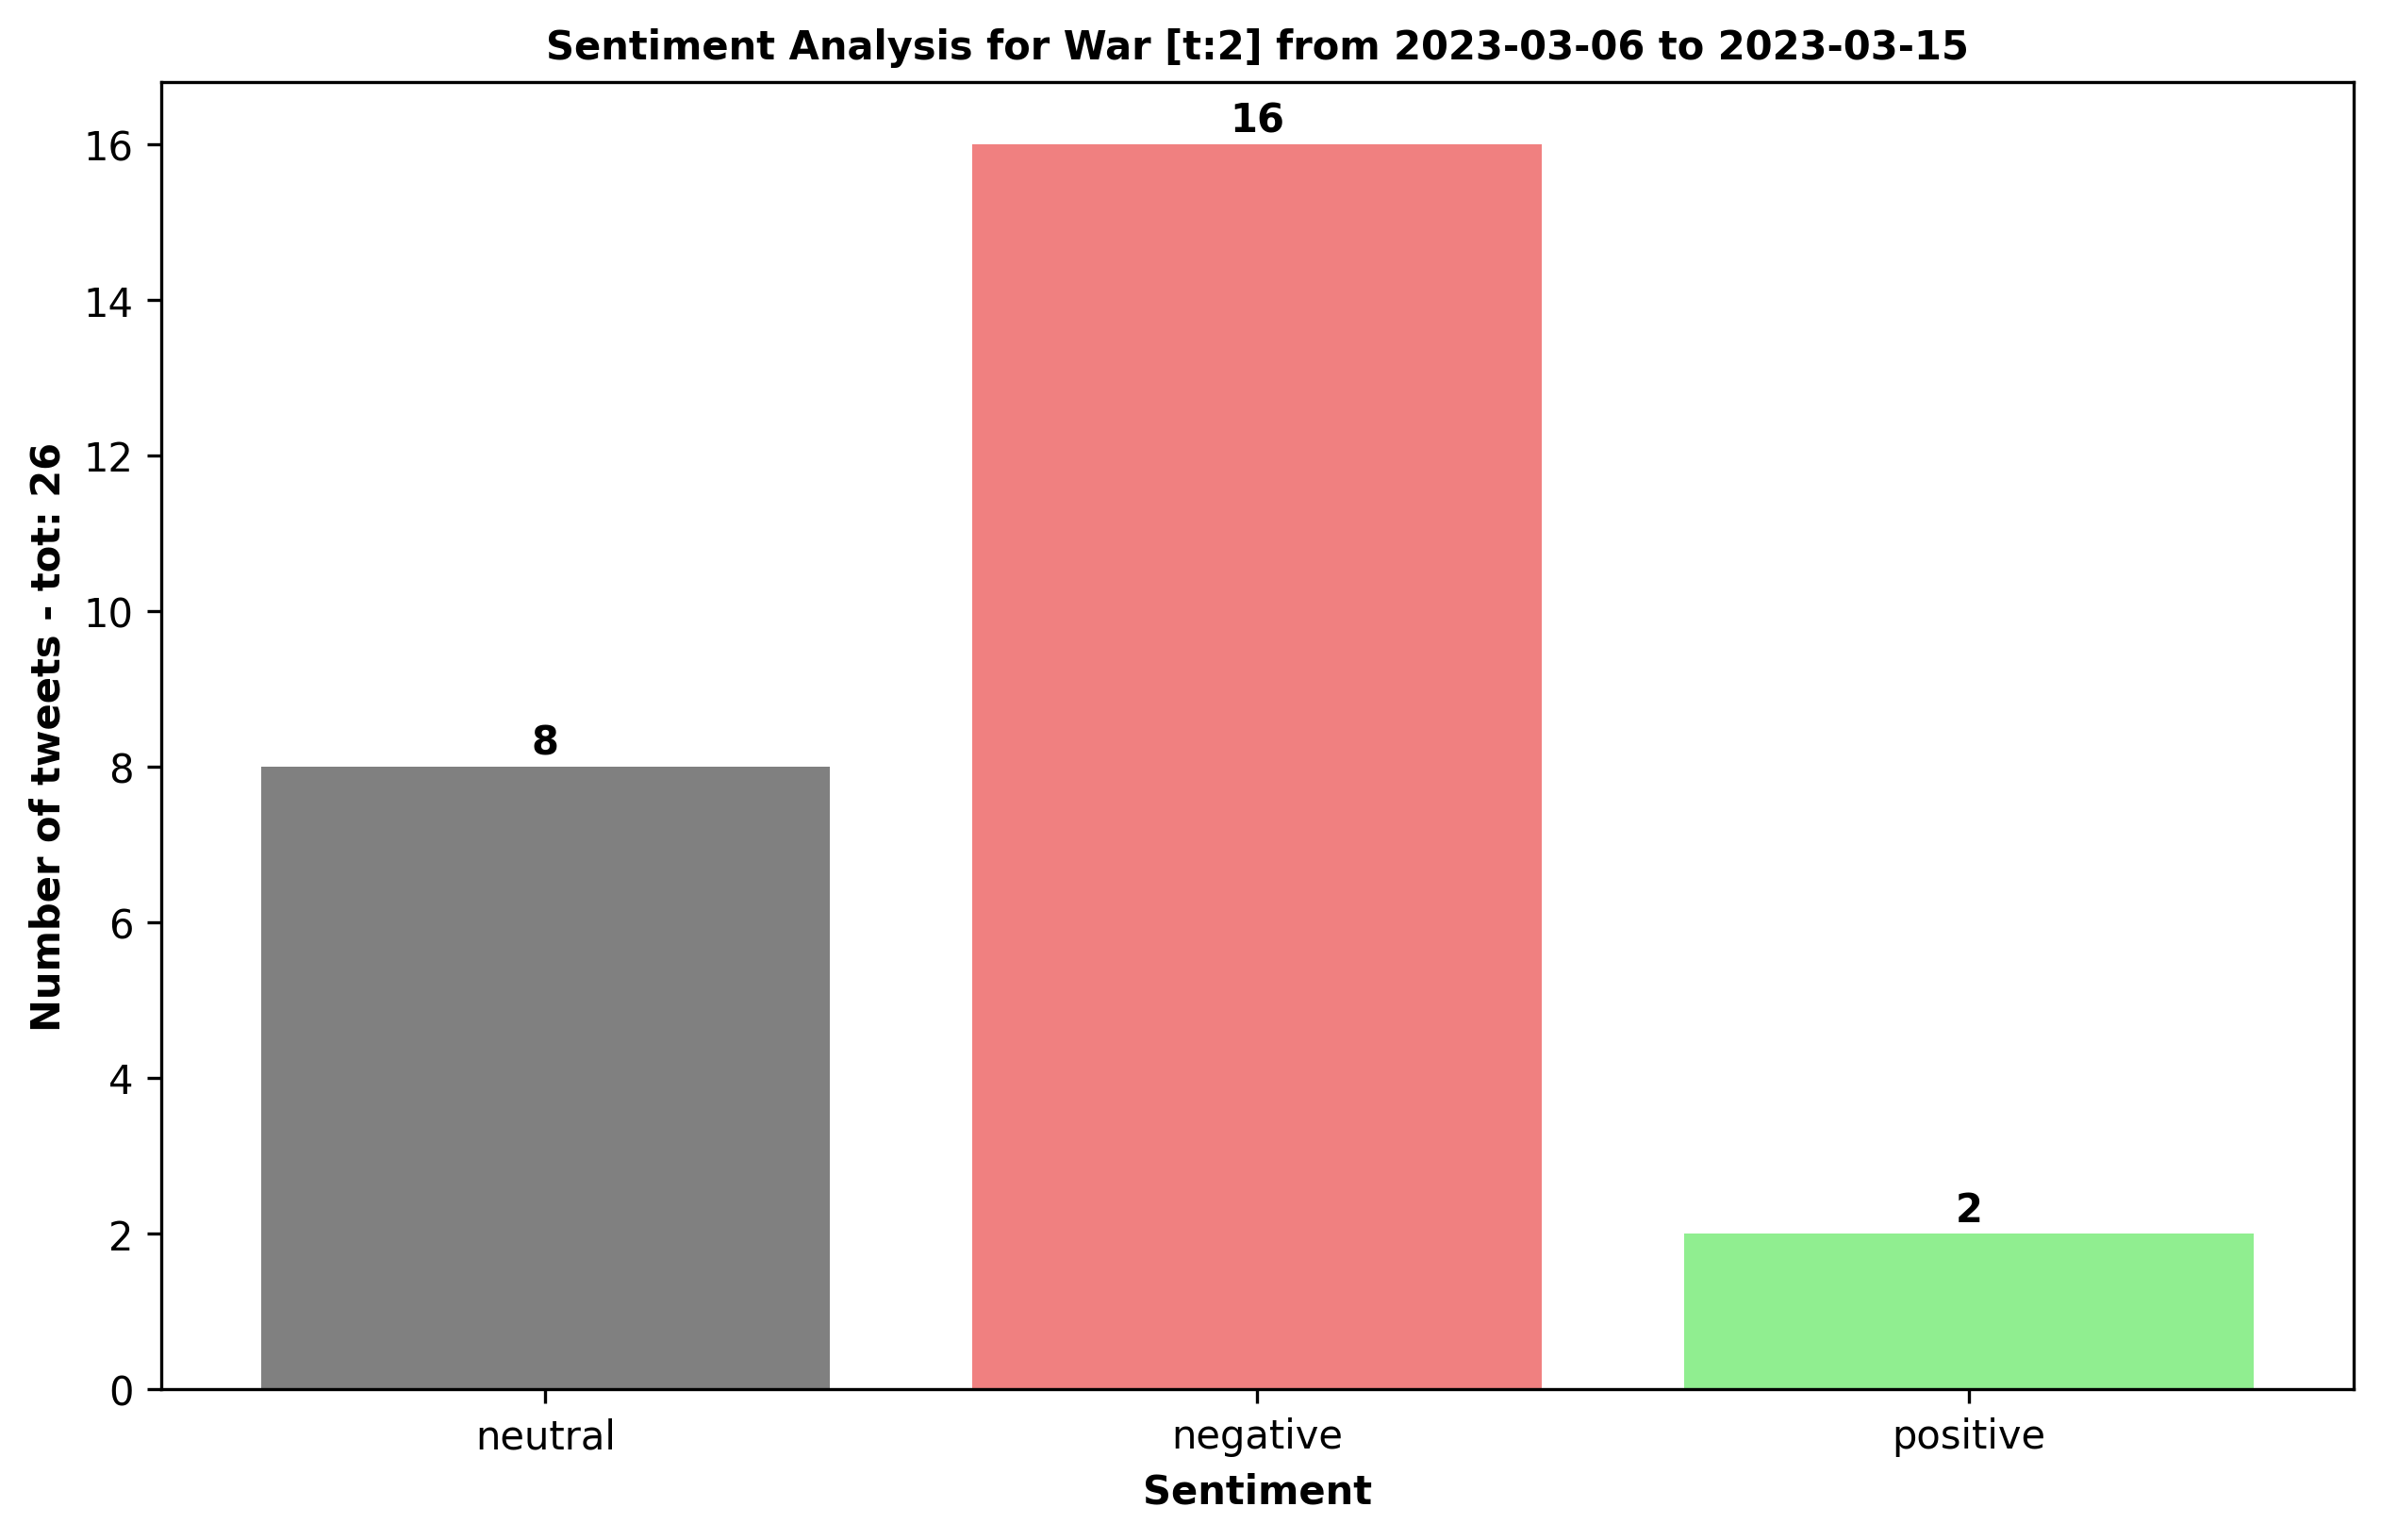 Sentiment Analysis for War [t:2] from 2023-03-06 to 2023-03-15
Number of tweets - tot: 26
16
14
12
10
8
6
4
2
0
8
16
2
neutral
negative
positive
Sentiment